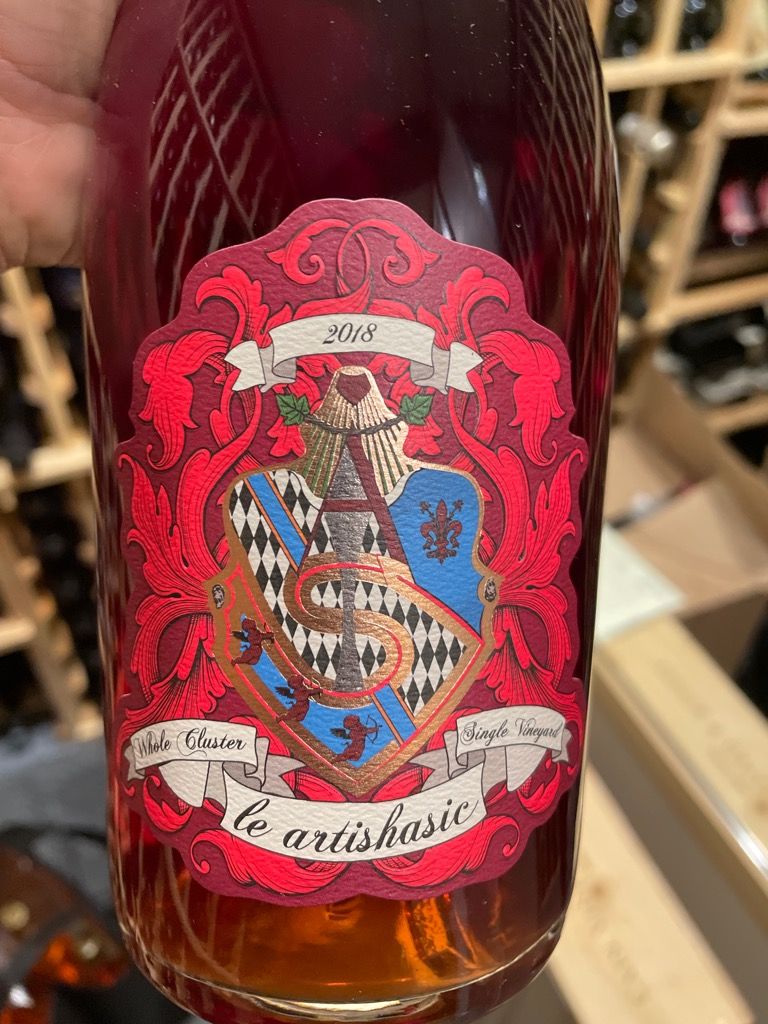 2018
Whole Cluster
Single Vineyard
le artishasic